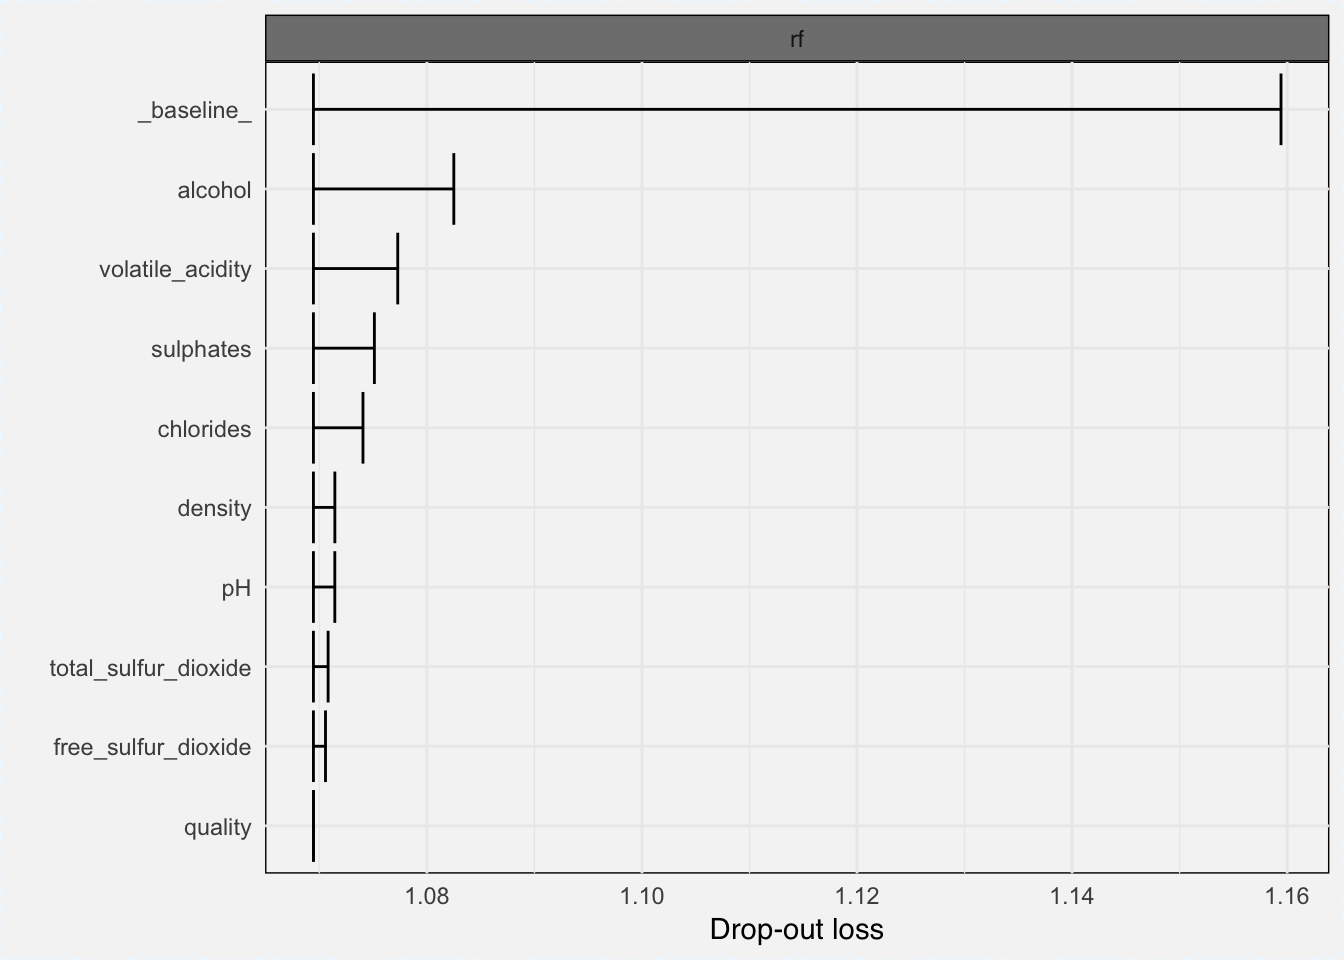 rf
_baseline_
alcohol
volatile_acidity
sulphates
chlorides
density
pH
total_sulfur_dioxide
free_sulfur_dioxide
quality
1.08 1.10 1.12 1.14 1.16
Drop-out loss